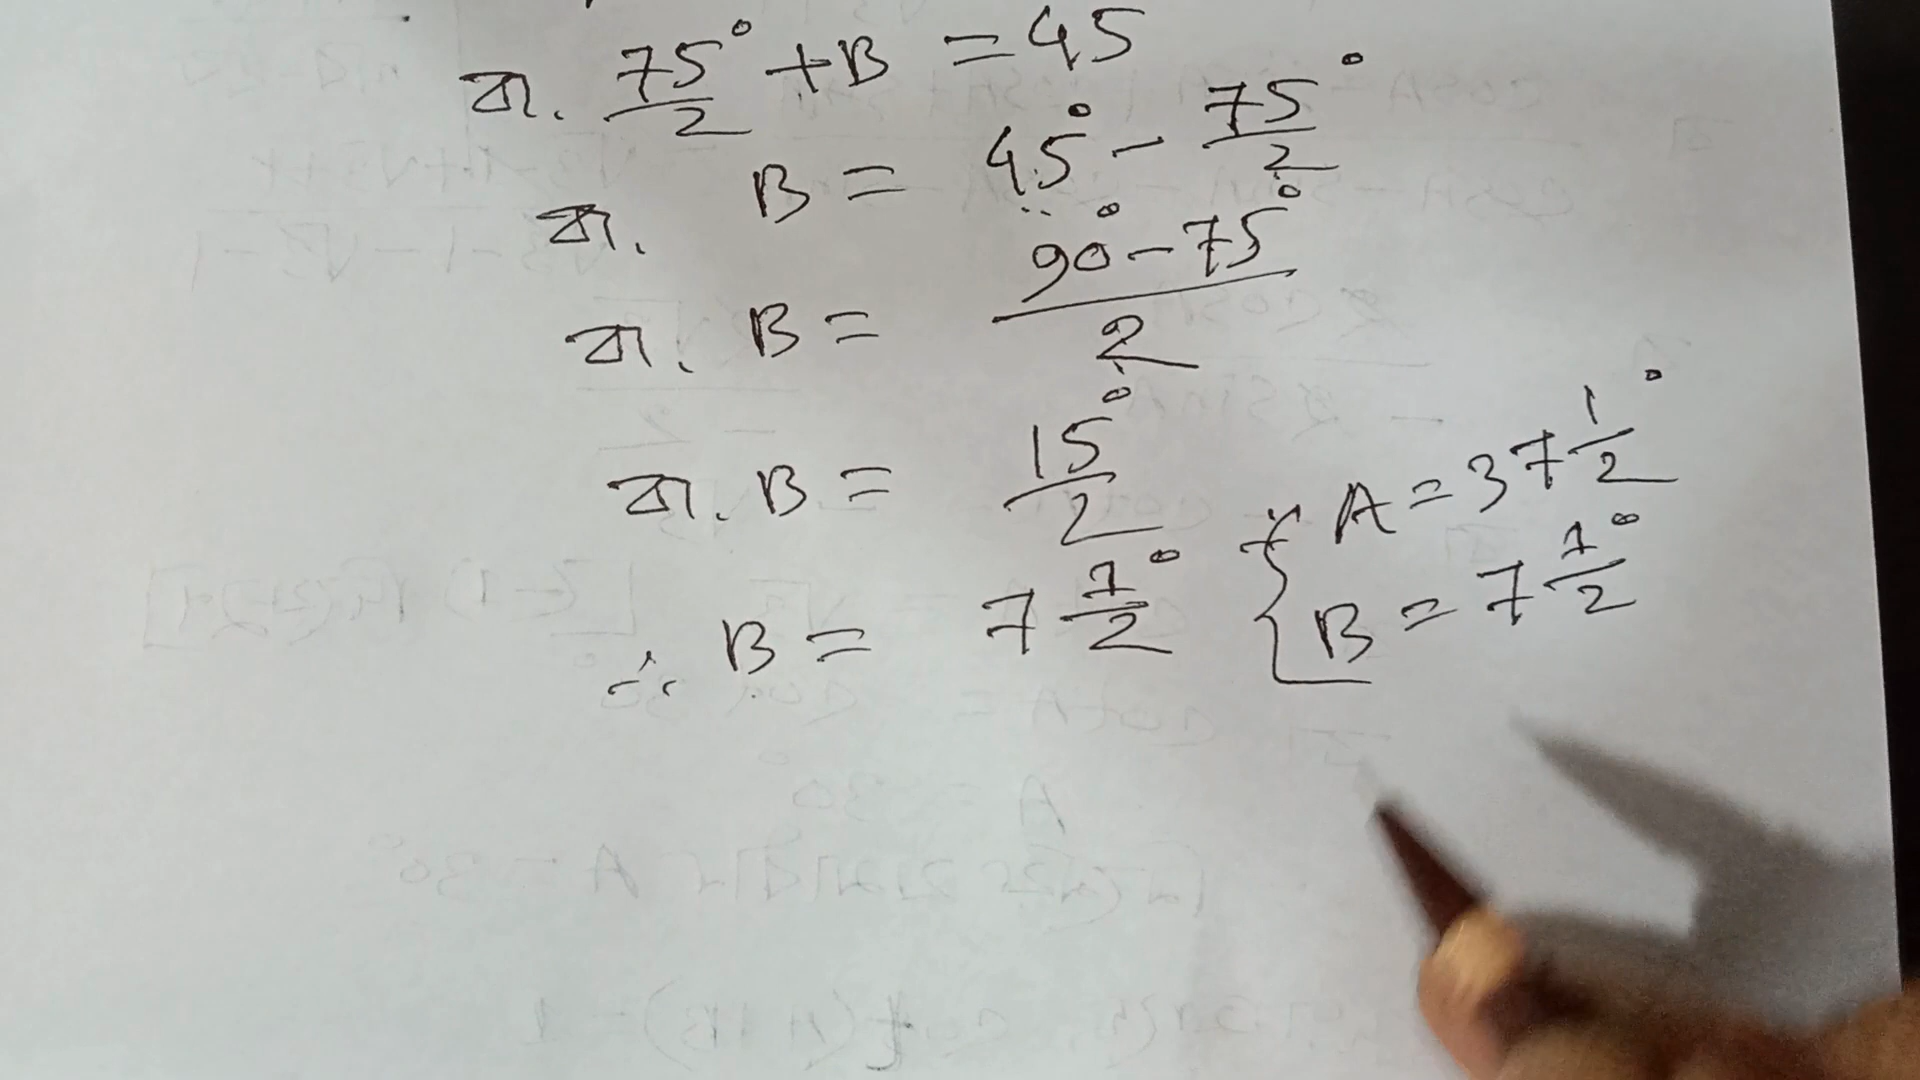 বা. 75°/2 + B = 45
বা. B = 45° - 75°/2
বা. B = (90° - 75°)/2
বা. B = 15°/2
∴ B = 7 1/2°
A = 37 1/2°
B = 7 1/2°